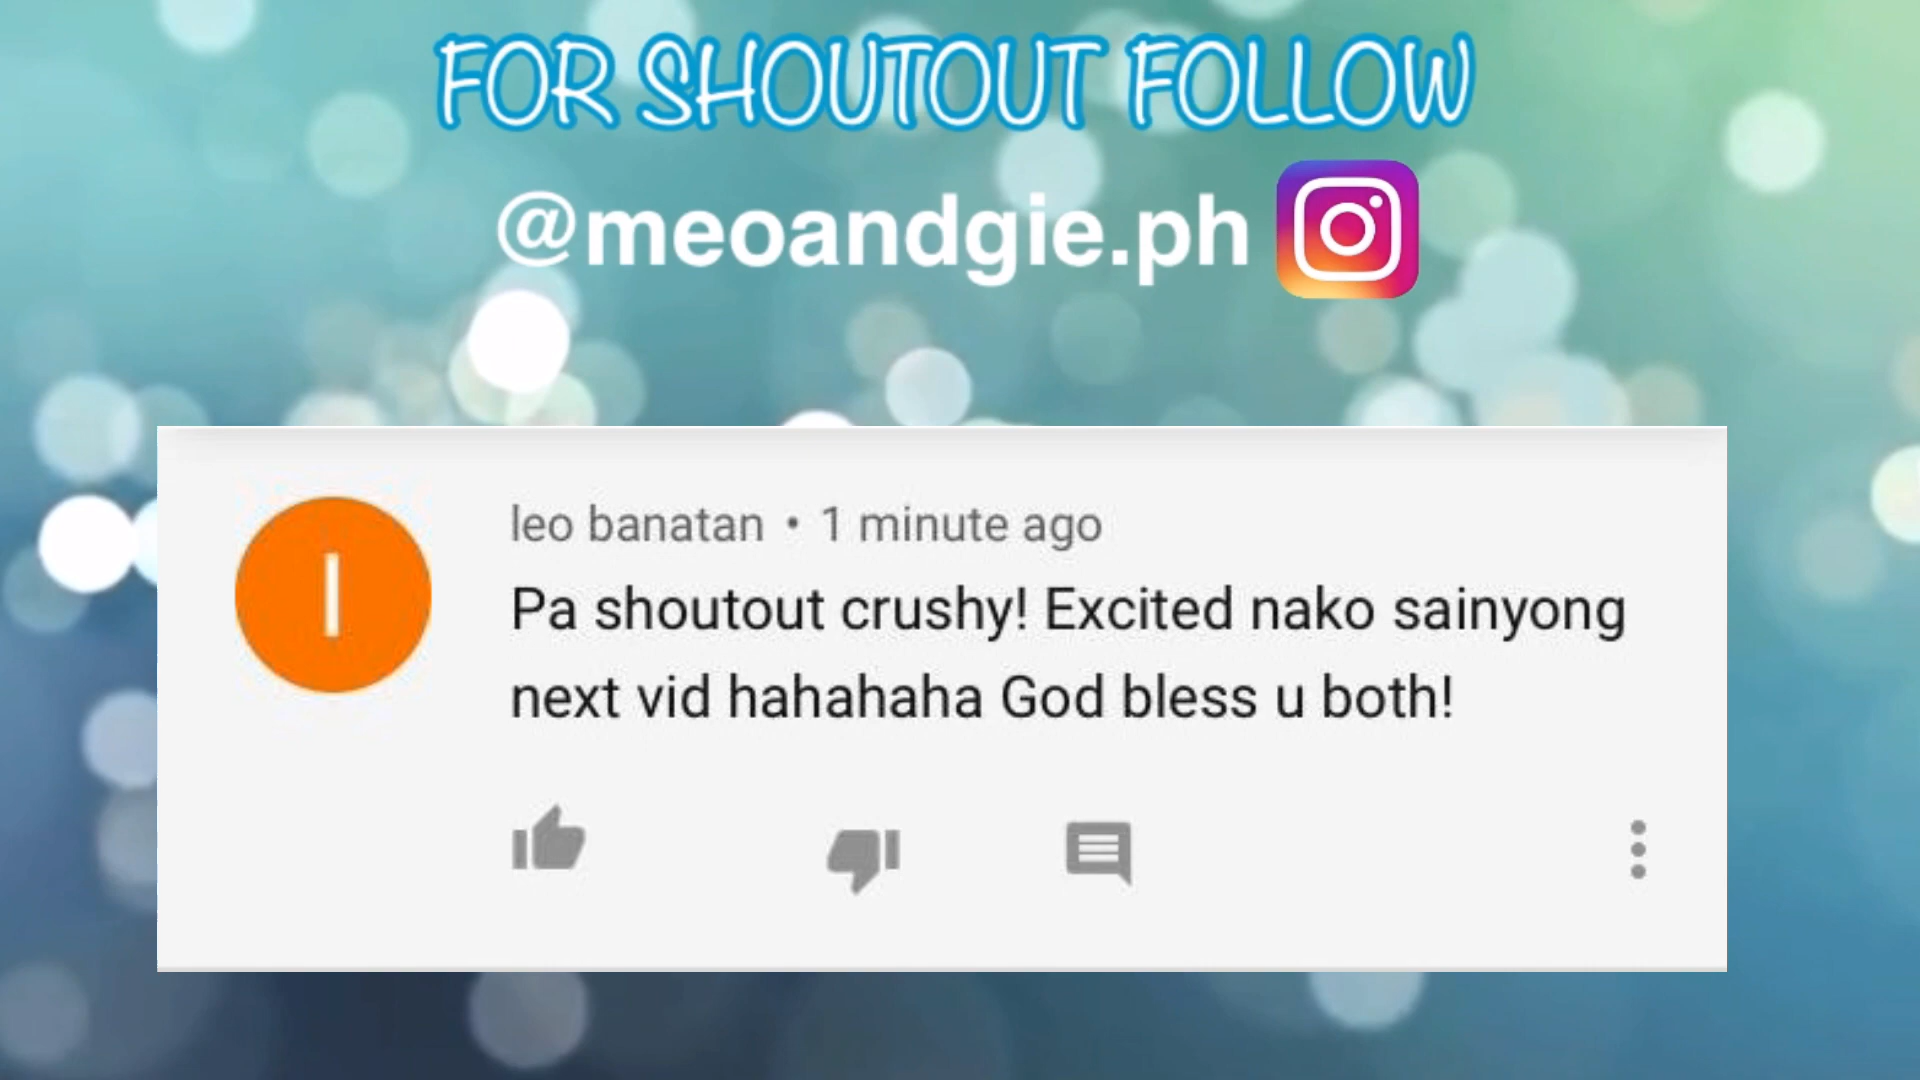 FOR SHOUTOUT FOLLOW
@meoandgie.ph
l
leo banatan • 1 minute ago
Pa shoutout crushy! Excited nako sainyong
next vid hahahaha God bless u both!